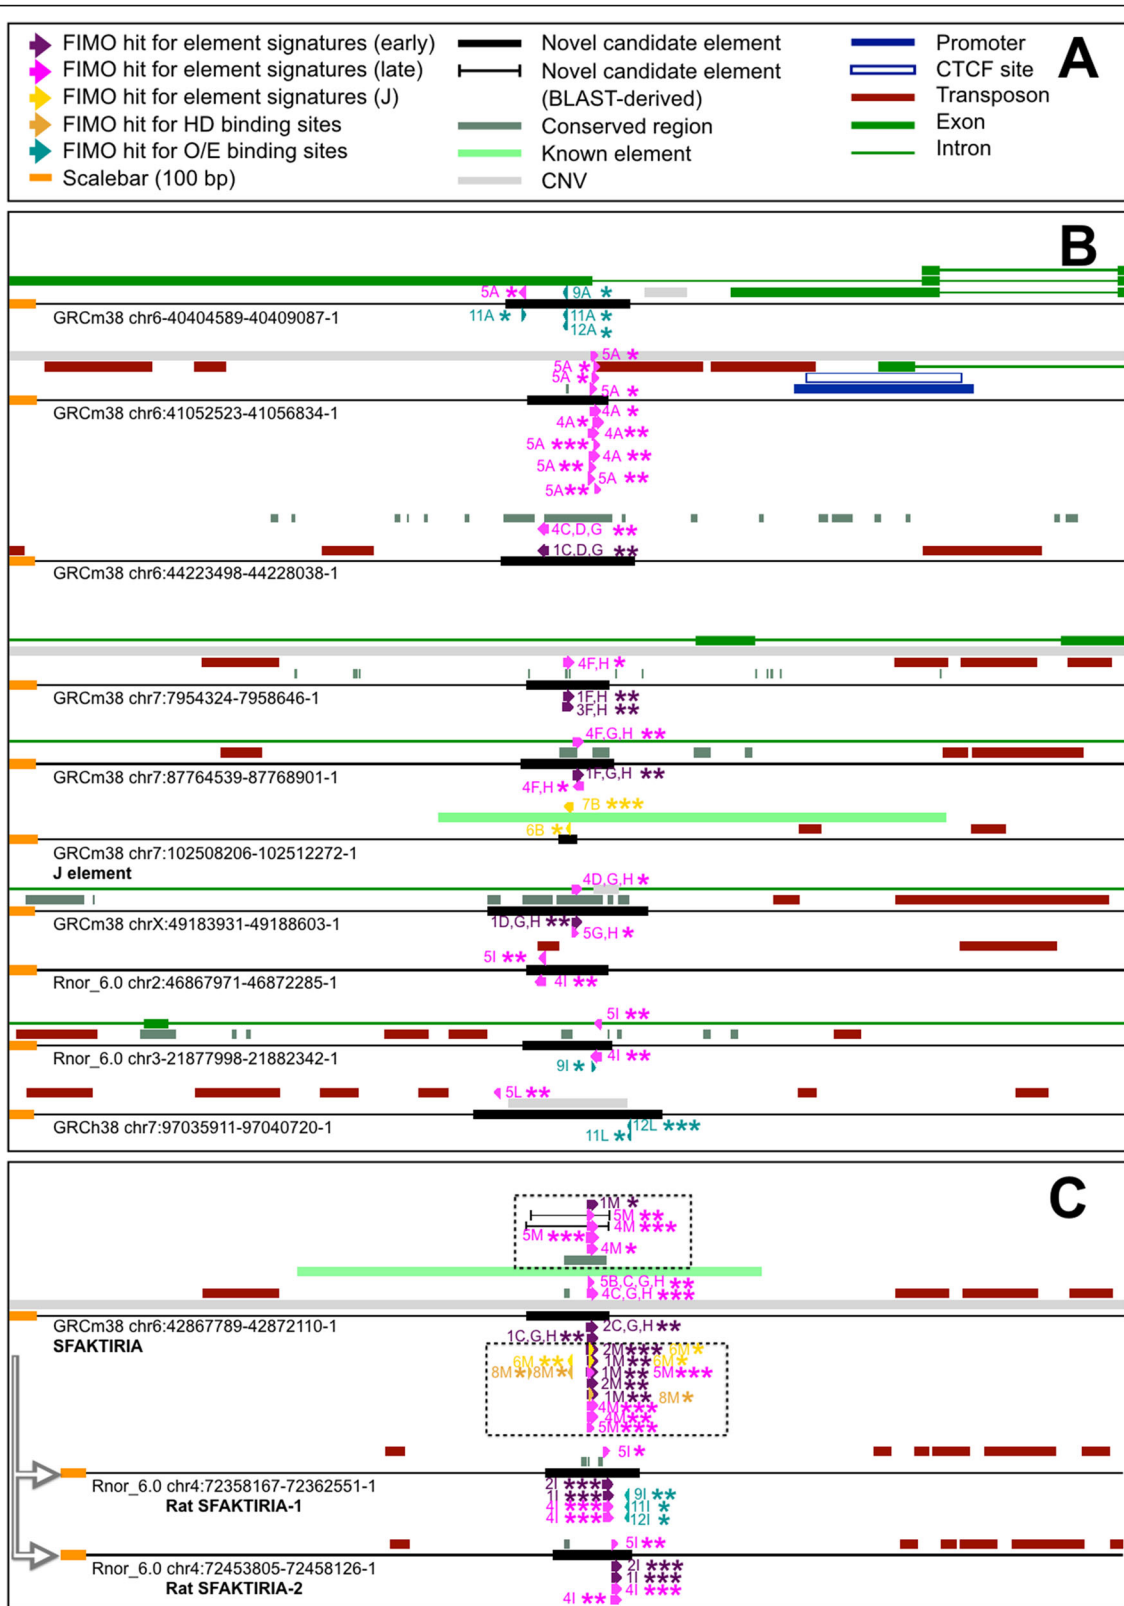 A
FIMO hit for element signatures (early)
FIMO hit for element signatures (late)
FIMO hit for element signatures (J)
FIMO hit for HD binding sites
FIMO hit for O/E binding sites
Scalebar (100 bp)
Novel candidate element
Novel candidate element
(BLAST-derived)
Conserved region
Known element
CNV
Promoter
CTCF site
Transposon
Exon
Intron
B
5A * 9A *
11A * 11A *
12A *
GRCm38 chr6-40404589-40409087-1
5A *
5A *
5A *
5A *
GRCm38 chr6:41052523-41056834-1
4A *
4A *
4A **
5A ***
4A **
5A **
5A **
5A **
4C,D,G **
1C,D,G **
GRCm38 chr6:44223498-44228038-1
4F,H *
GRCm38 chr7:7954324-7958646-1
1F,H **
3F,H **
4F,G,H **
GRCm38 chr7:87764539-87768901-1
1F,G,H **
4F,H *
7B ***
6B *
GRCm38 chr7:102508206-102512272-1
J element
4D,G,H *
GRCm38 chrX:49183931-49188603-1
1D,G,H **
5G,H *
5I **
Rnor_6.0 chr2:46867971-46872285-1
4I **
5I **
Rnor_6.0 chr3-21877998-21882342-1
4I **
9I *
5L **
GRCh38 chr7:97035911-97040720-1
12L ***
11L *
C
1M *
5M **
4M ***
5M ***
4M *
5B,C,G,H **
4C,G,H ***
GRCm38 chr6:42867789-42872110-1
SFAKTIRIA
2C,G,H **
1C,G,H **
2M *** 6M *
6M ** 1M ** 6M *
8M * 8M * 1M ** 5M ***
2M **
1M ** 8M *
4M ***
4M **
5M ***
5I *
Rnor_6.0 chr4:72358167-72362551-1
Rat SFAKTIRIA-1
2I *** 9I **
1I *** 11I *
4I *** 12I *
4I ***
5I **
Rnor_6.0 chr4:72453805-72458126-1
Rat SFAKTIRIA-2
2I ***
1I ***
4I ***
4I **